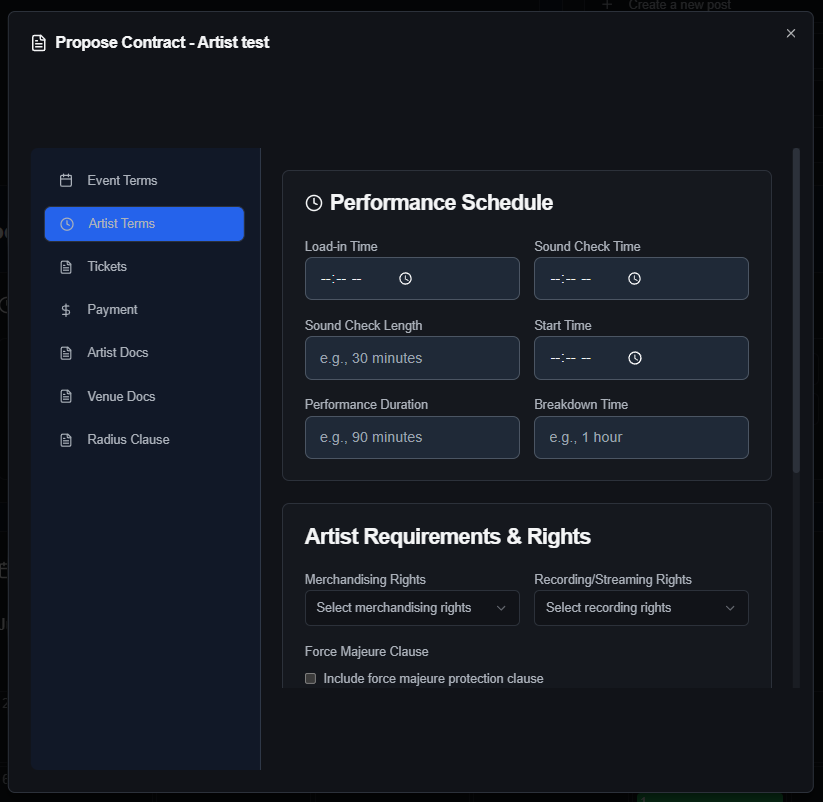 Create a new post
Propose Contract - Artist test
Event Terms
Artist Terms
Tickets
Payment
Artist Docs
Venue Docs
Radius Clause
Performance Schedule
Load-in Time
Sound Check Time
--:-- --
--:-- --
Sound Check Length
Start Time
e.g., 30 minutes
--:-- --
Performance Duration
Breakdown Time
e.g., 90 minutes
e.g., 1 hour
Artist Requirements & Rights
Merchandising Rights
Recording/Streaming Rights
Select merchandising rights
Select recording rights
Force Majeure Clause
Include force majeure protection clause